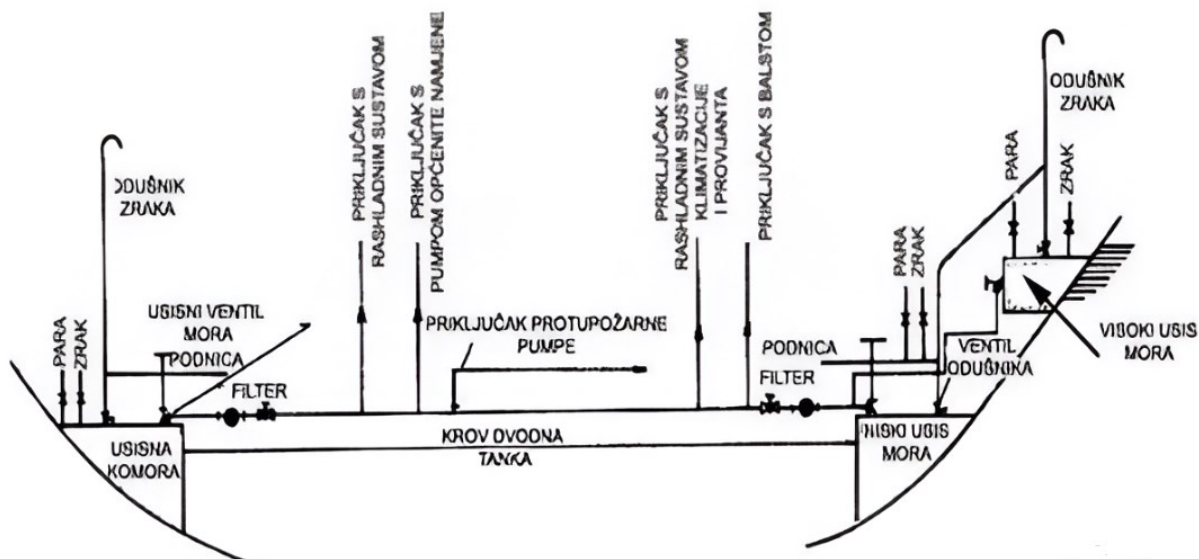 ODUŠNIK
ZRAKA
PARA
ZRAK
USISNI VENTIL
MORA
PODNICA
FILTER
USISNA
KOMORA
PRIKLJUČAK S
RASHLADNIM SUSTAVOM
PRIKLJUČAK S
PUMPOM OPĆENITE NAMJENE
PRIKLJUČAK PROTUPOŽARNE
PUMPE
KROV DVODNA
TANKA
PRIKLJUČAK
RASHLADNIM SUSTAVOM
KLIMATIZACIJE
I PROVIJANTA
PRIKLJUČAK S BALSTOM
PODNICA
FILTER
PARA
ZRAK
VENTIL
ODUŠNIKA
NISKI USIS
MORA
ODUŠNIK
ZRAKA
PARA
ZRAK
VISOKI USIS
MORA